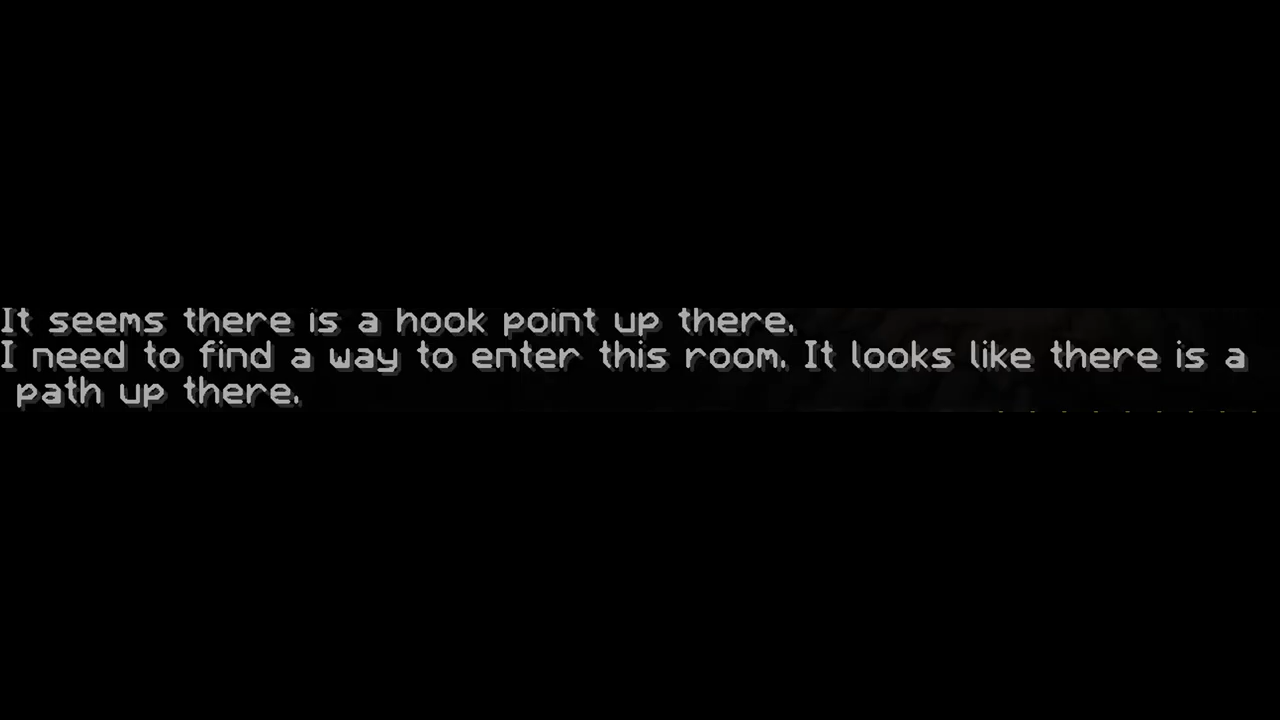 It seems there is a hook point up there.
I need to find a way to enter this room. It looks like there is a
path up there.